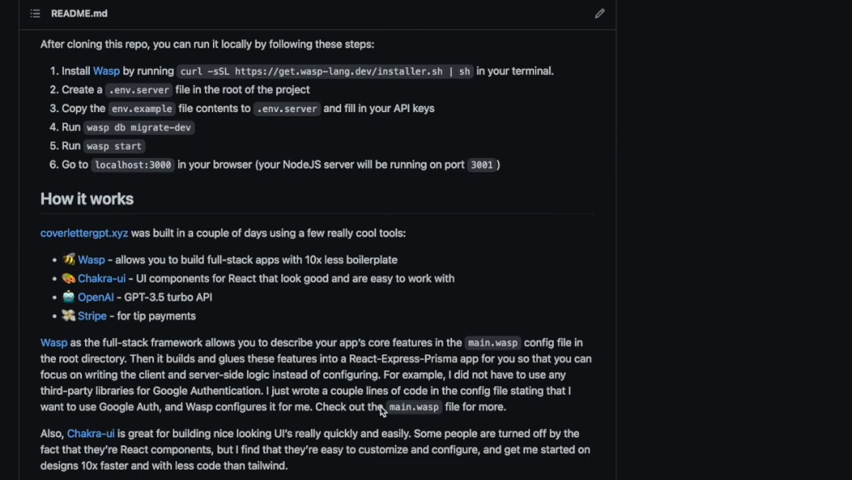 README.md
After cloning this repo, you can run it locally by following these steps:
1. Install Wasp by running curl -sSL https://get.wasp-lang.dev/installer.sh | sh in your terminal.
2. Create a .env.server file in the root of the project
3. Copy the env.example file contents to .env.server and fill in your API keys
4. Run wasp db migrate-dev
5. Run wasp start
6. Go to localhost:3000 in your browser (your NodeJS server will be running on port 3001)
How it works
coverlettergpt.xyz was built in a couple of days using a few really cool tools:
• 🐝 Wasp - allows you to build full-stack apps with 10x less boilerplate
• 🎨 Chakra-ui - UI components for React that look good and are easy to work with
• 🤖 OpenAI - GPT-3.5 turbo API
• 💸 Stripe - for tip payments
Wasp as the full-stack framework allows you to describe your app's core features in the main.wasp config file in
the root directory. Then it builds and glues these features into a React-Express-Prisma app for you so that you can
focus on writing the client and server-side logic instead of configuring. For example, I did not have to use any
third-party libraries for Google Authentication. I just wrote a couple lines of code in the config file stating that I
want to use Google Auth, and Wasp configures it for me. Check out the main.wasp file for more.
Also, Chakra-ui is great for building nice looking UI's really quickly and easily. Some people are turned off by the
fact that they're React components, but I find that they're easy to customize and configure, and get me started on
designs 10x faster and with less code than tailwind.